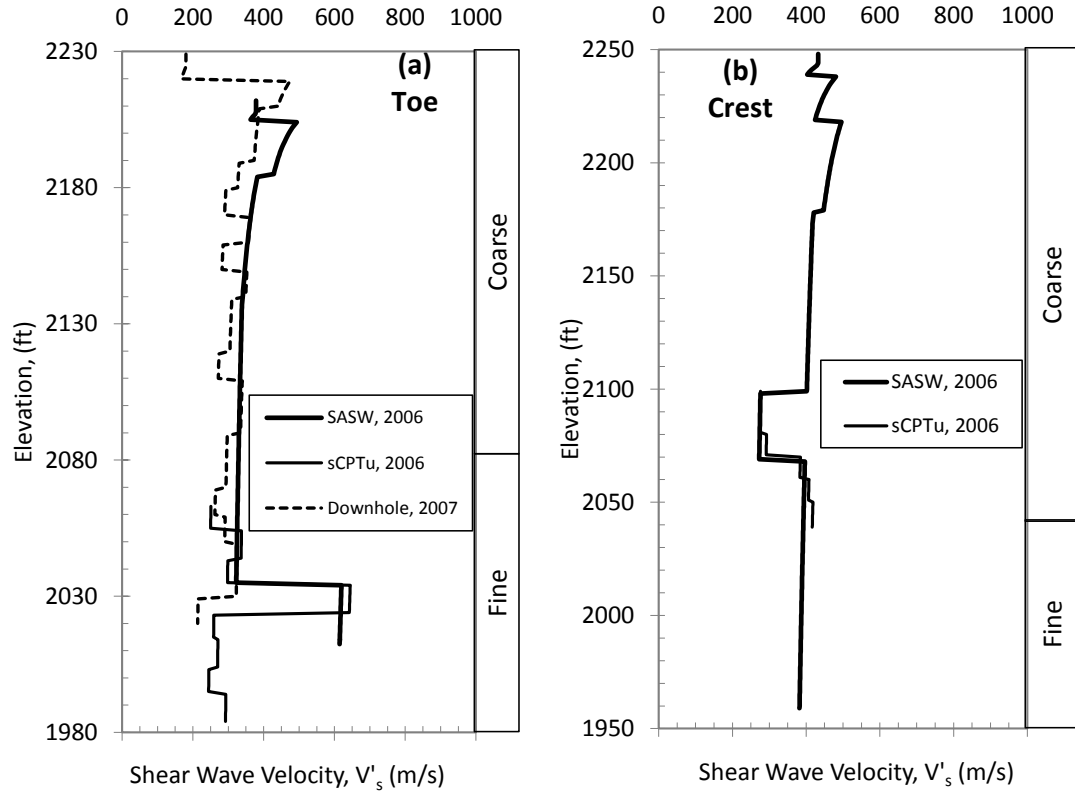 0 200 400 600 800 1000
2230
2180
2130
2080
2030
1980
Elevation, (ft)
(a)
Toe
SASW, 2006
sCPTu, 2006
Downhole, 2007
Coarse
Fine
Shear Wave Velocity, V's (m/s)
0 200 400 600 800 1000
2250
2200
2150
2100
2050
2000
1950
Elevation, (ft)
(b)
Crest
SASW, 2006
sCPTu, 2006
Coarse
Fine
Shear Wave Velocity, V's (m/s)